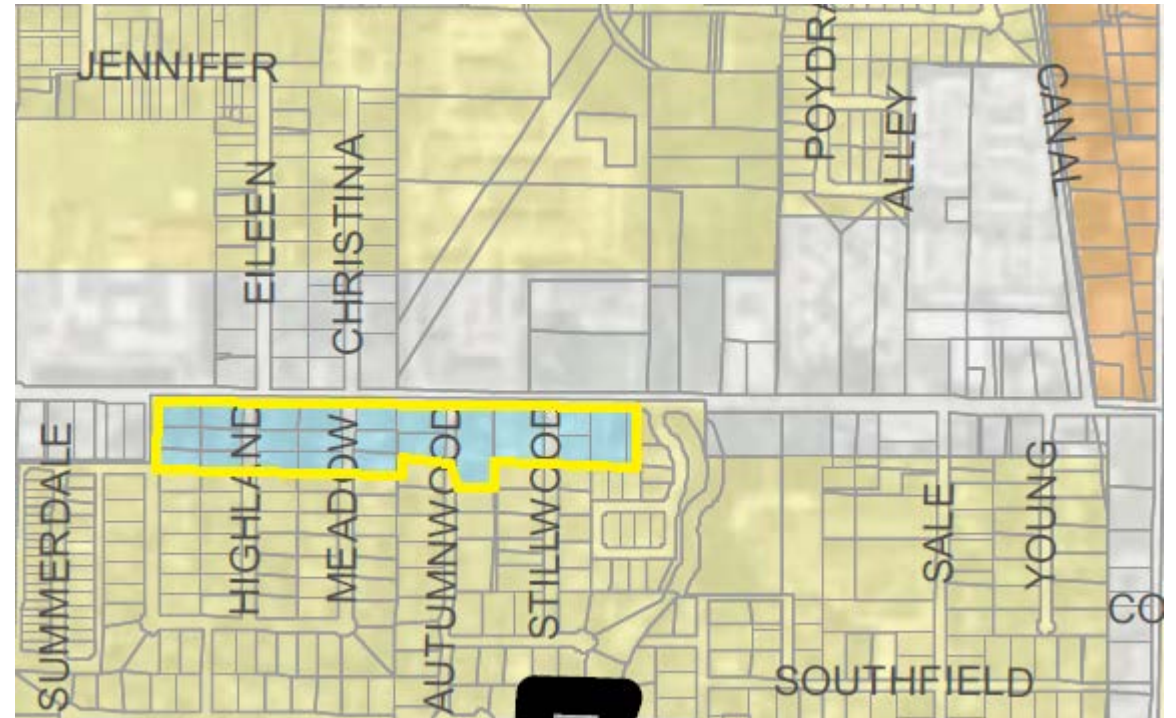 JENNIFER
EILEEN
CHRISTINA
POYDRA
ALLEY
CANAL
SUMMERDALE
HIGHLAND
MEADOW
AUTUMNWOOD
STILLWOOD
SALE
YOUNG
CO
SOUTHFIELD